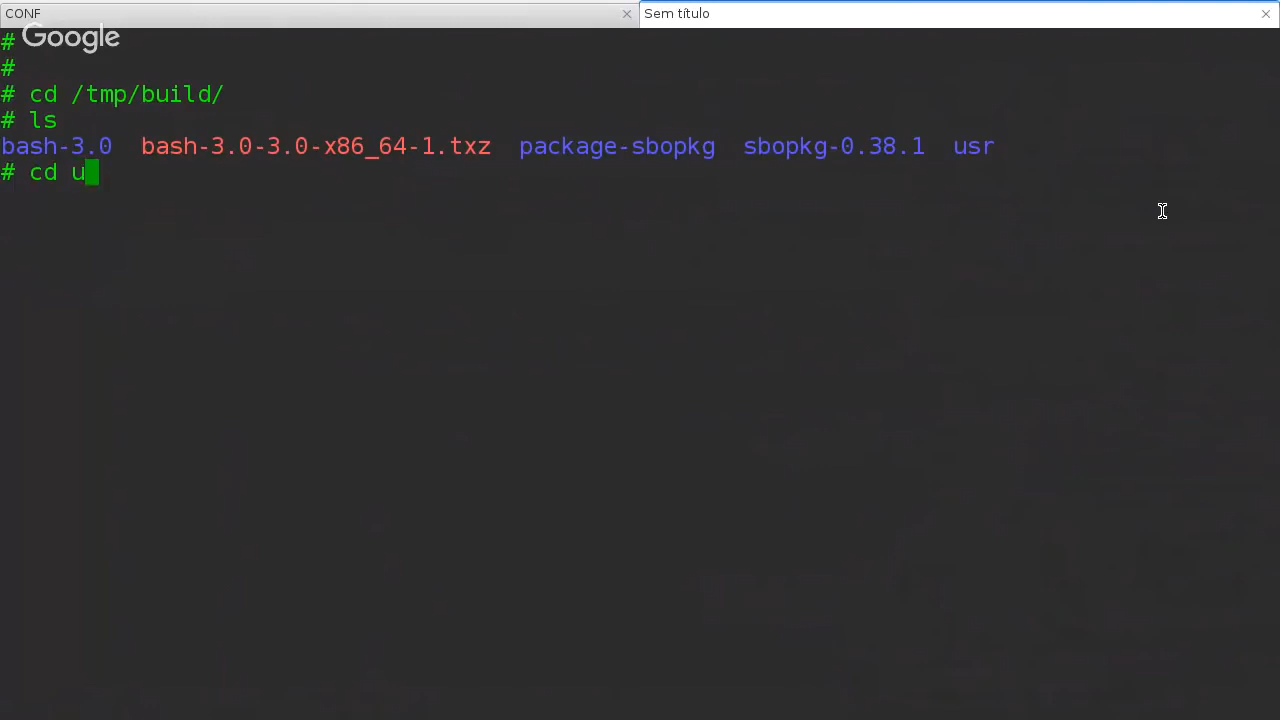 CONF
Sem título
Google
#
#
# cd /tmp/build/
# ls
bash-3.0 bash-3.0-3.0-x86_64-1.txz package-sbopkg sbopkg-0.38.1 usr
# cd u